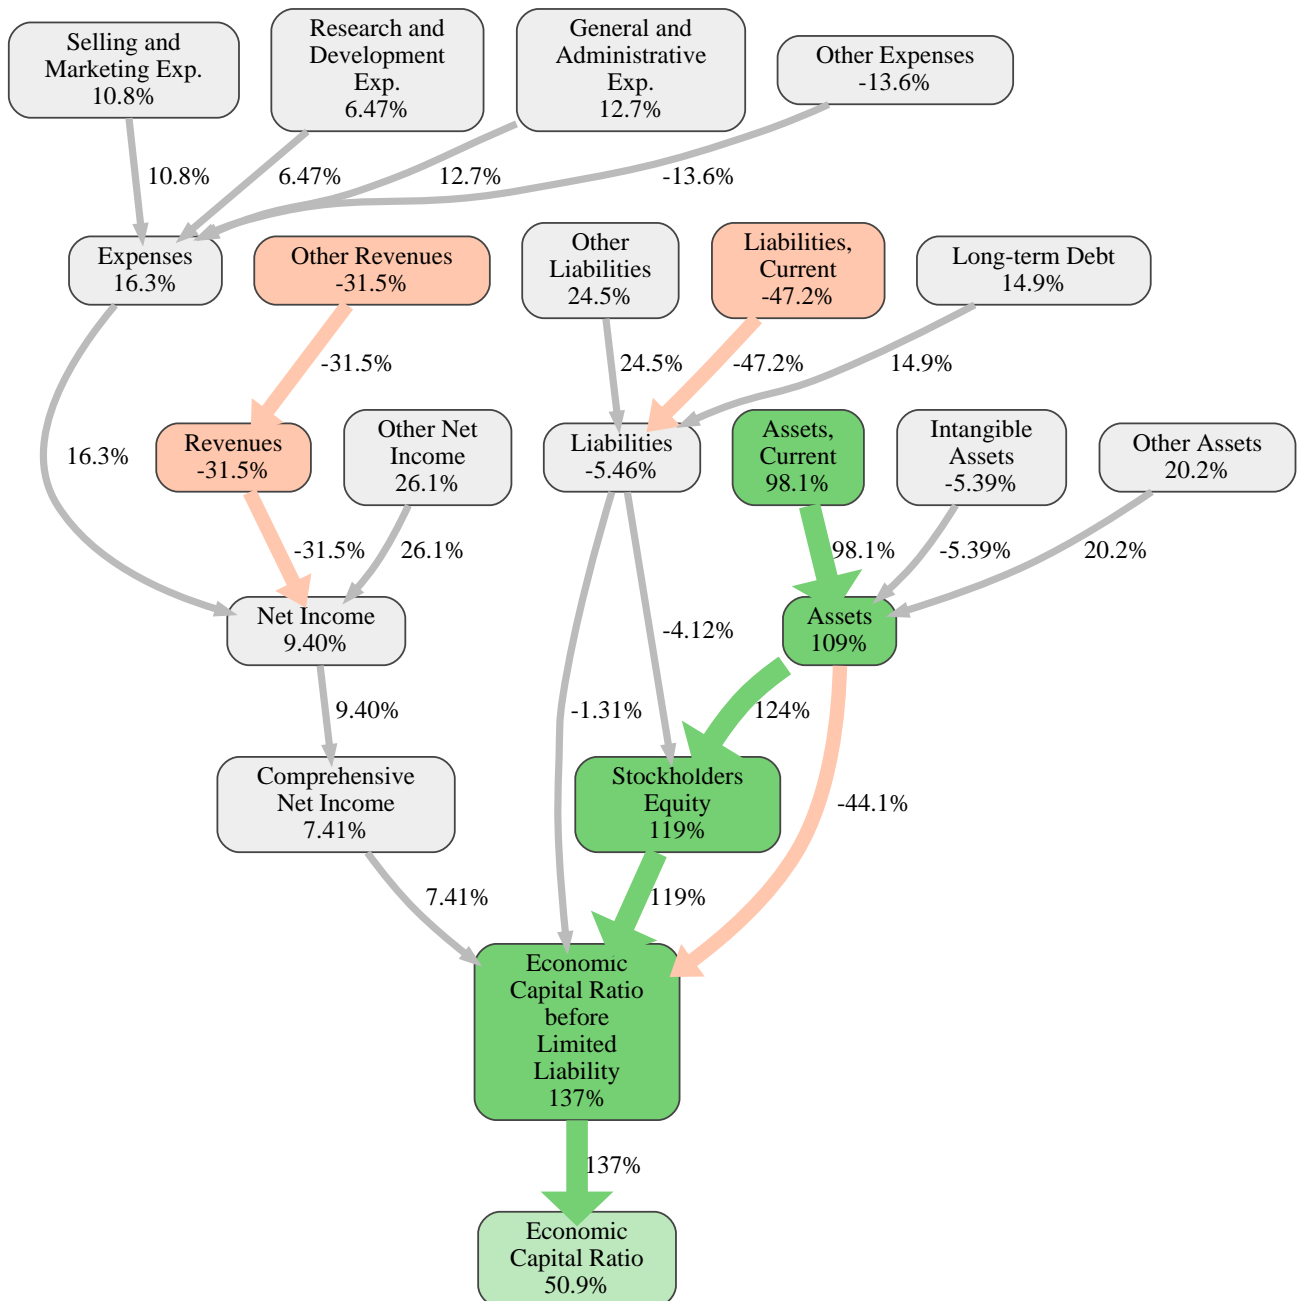 Selling and
Marketing Exp.
10.8%
Research and
Development
Exp.
6.47%
General and
Administrative
Exp.
12.7%
Other Expenses
-13.6%
10.8%
6.47%
12.7%
-13.6%
Expenses
16.3%
Other Revenues
-31.5%
Other
Liabilities
24.5%
Liabilities,
Current
-47.2%
Long-term Debt
14.9%
-31.5%
24.5%
-47.2%
14.9%
16.3%
Revenues
-31.5%
Other Net
Income
26.1%
Liabilities
-5.46%
Assets,
Current
98.1%
Intangible
Assets
-5.39%
Other Assets
20.2%
-31.5%
26.1%
98.1%
-5.39%
20.2%
Net Income
9.40%
-4.12%
Assets
109%
9.40%
-1.31%
124%
Comprehensive
Net Income
7.41%
Stockholders
Equity
119%
-44.1%
7.41%
119%
Economic
Capital Ratio
before
Limited
Liability
137%
137%
Economic
Capital Ratio
50.9%